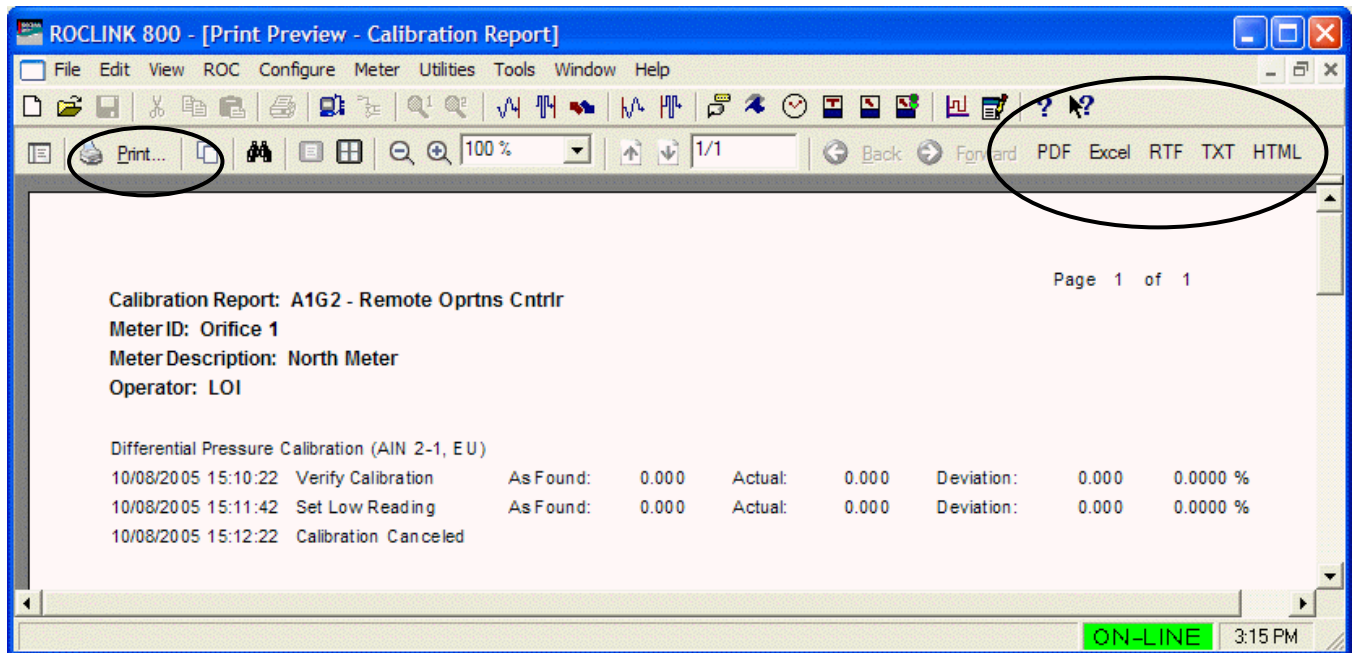 ROCLINK 800 - [Print Preview - Calibration Report]
File Edit View ROC Configure Meter Utilities Tools Window Help
Print... 100 % 1/1 Back Forward PDF Excel RTF TXT HTML
Page 1 of 1
Calibration Report: A1G2 - Remote Oprtns Cntrlr
Meter ID: Orifice 1
Meter Description: North Meter
Operator: LOI
Differential Pressure Calibration (AIN 2-1, EU)
10/08/2005 15:10:22 Verify Calibration As Found: 0.000 Actual: 0.000 Deviation: 0.000 0.0000 %
10/08/2005 15:11:42 Set Low Reading As Found: 0.000 Actual: 0.000 Deviation: 0.000 0.0000 %
10/08/2005 15:12:22 Calibration Canceled
ON-LINE 3:15 PM